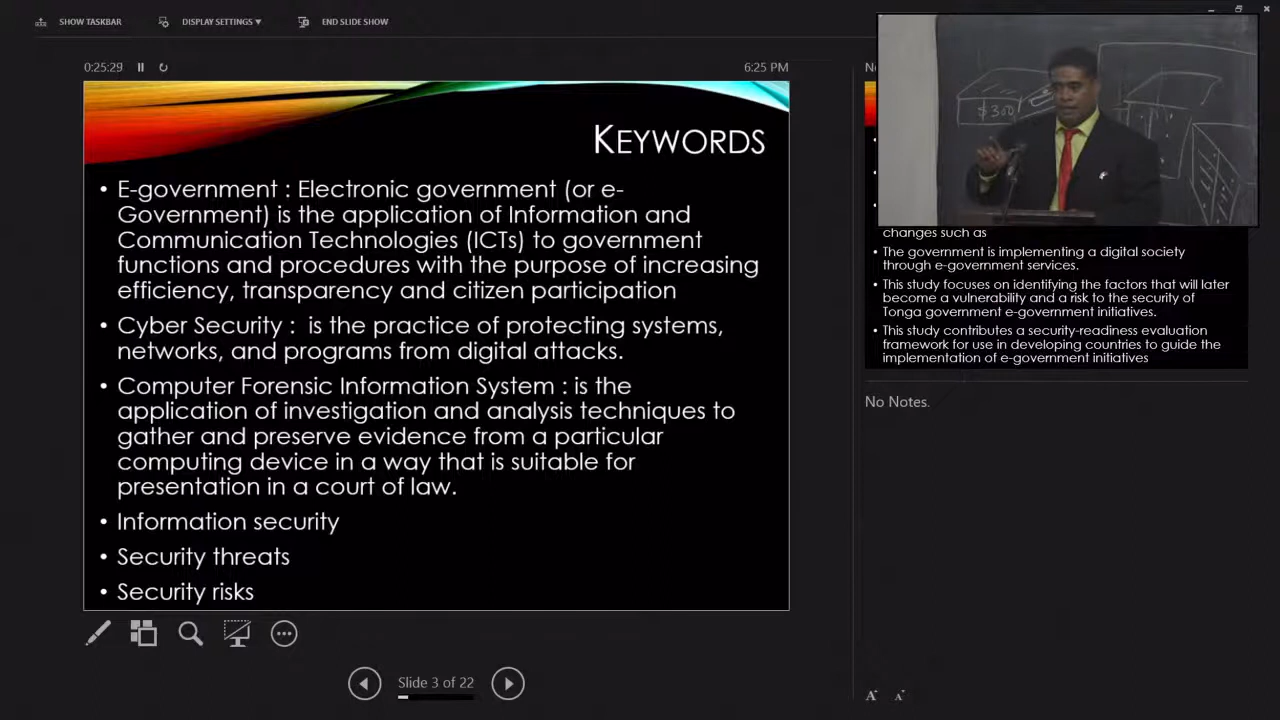 SHOW TASKBAR
DISPLAY SETTINGS ▾
END SLIDE SHOW
0:25:29
6:25 PM
KEYWORDS
• E-government : Electronic government (or e-
Government) is the application of Information and
Communication Technologies (ICTs) to government
functions and procedures with the purpose of increasing
efficiency, transparency and citizen participation
• Cyber Security :  is the practice of protecting systems,
networks, and programs from digital attacks.
• Computer Forensic Information System : is the
application of investigation and analysis techniques to
gather and preserve evidence from a particular
computing device in a way that is suitable for
presentation in a court of law.
• Information security
• Security threats
• Security risks
Slide 3 of 22
$300
changes such as
• The government is implementing a digital society
through e-government services.
• This study focuses on identifying the factors that will later
become a vulnerability and a risk to the security of
Tonga government e-government initiatives.
• This study contributes a security-readiness evaluation
framework for use in developing countries to guide the
implementation of e-government initiatives
No Notes.
A A